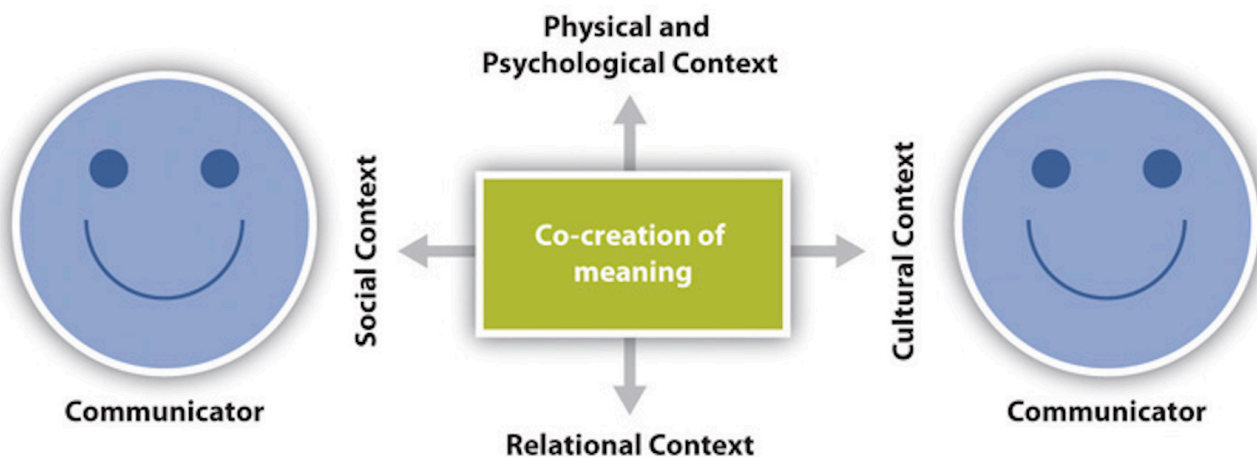 Physical and
Psychological Context
Social Context
Co-creation of
meaning
Cultural Context
Communicator
Communicator
Relational Context